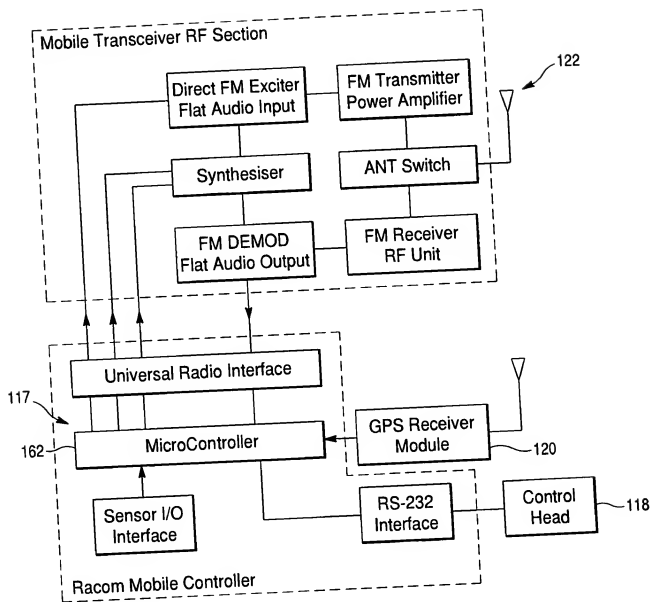 Mobile Transceiver RF Section
122
Direct FM Exciter
Flat Audio Input
FM Transmitter
Power Amplifier
Synthesiser
ANT Switch
FM DEMOD
Flat Audio Output
FM Receiver
RF Unit
Universal Radio Interface
117
162
MicroController
GPS Receiver
Module
120
Sensor I/O
Interface
RS-232
Interface
Control
Head
118
Racom Mobile Controller